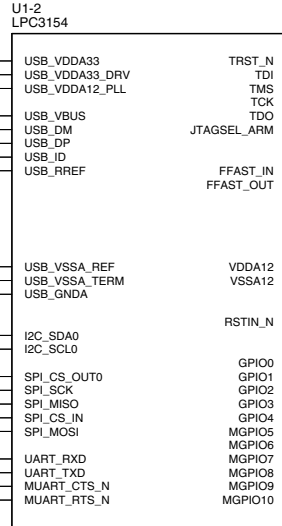 U1-2
LPC3154
USB_VDDA33 TRST_N
USB_VDDA33_DRV TDI
USB_VDDA12_PLL TMS
TCK
USB_VBUS TDO
USB_DM JTAGSEL_ARM
USB_DP
USB_ID
USB_RREF FFAST_IN
FFAST_OUT
USB_VSSA_REF VDDA12
USB_VSSA_TERM VSSA12
USB_GNDA
RSTIN_N
I2C_SDA0
I2C_SCL0
GPIO0
SPI_CS_OUT0 GPIO1
SPI_SCK GPIO2
SPI_MISO GPIO3
SPI_CS_IN GPIO4
SPI_MOSI MGPIO5
MGPIO6
UART_RXD MGPIO7
UART_TXD MGPIO8
MUART_CTS_N MGPIO9
MUART_RTS_N MGPIO10